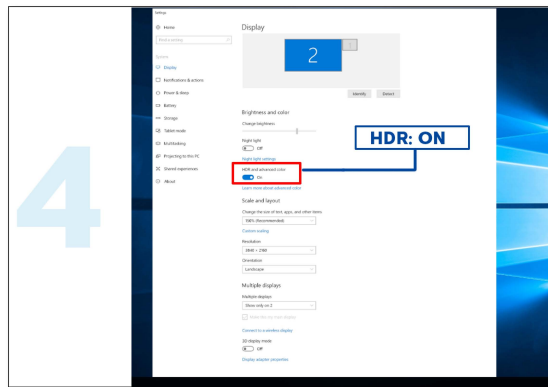 4
Settings
Home
Find a setting
System
Display
Notifications & actions
Power & sleep
Battery
Storage
Tablet mode
Multitasking
Projecting to this PC
Shared experiences
About
Display
2
1
Identify
Detect
Brightness and color
Change brightness
Night light
Off
Night light settings
HDR and advanced color
On
Learn more about advanced color
HDR: ON
Scale and layout
Change the size of text, apps, and other items
100% (Recommended)
Custom scaling
Resolution
3840 × 2160
Orientation
Landscape
Multiple displays
Multiple displays
Show only on 2
Make this my main display
Connect to a wireless display
3D display mode
Off
Display adapter properties